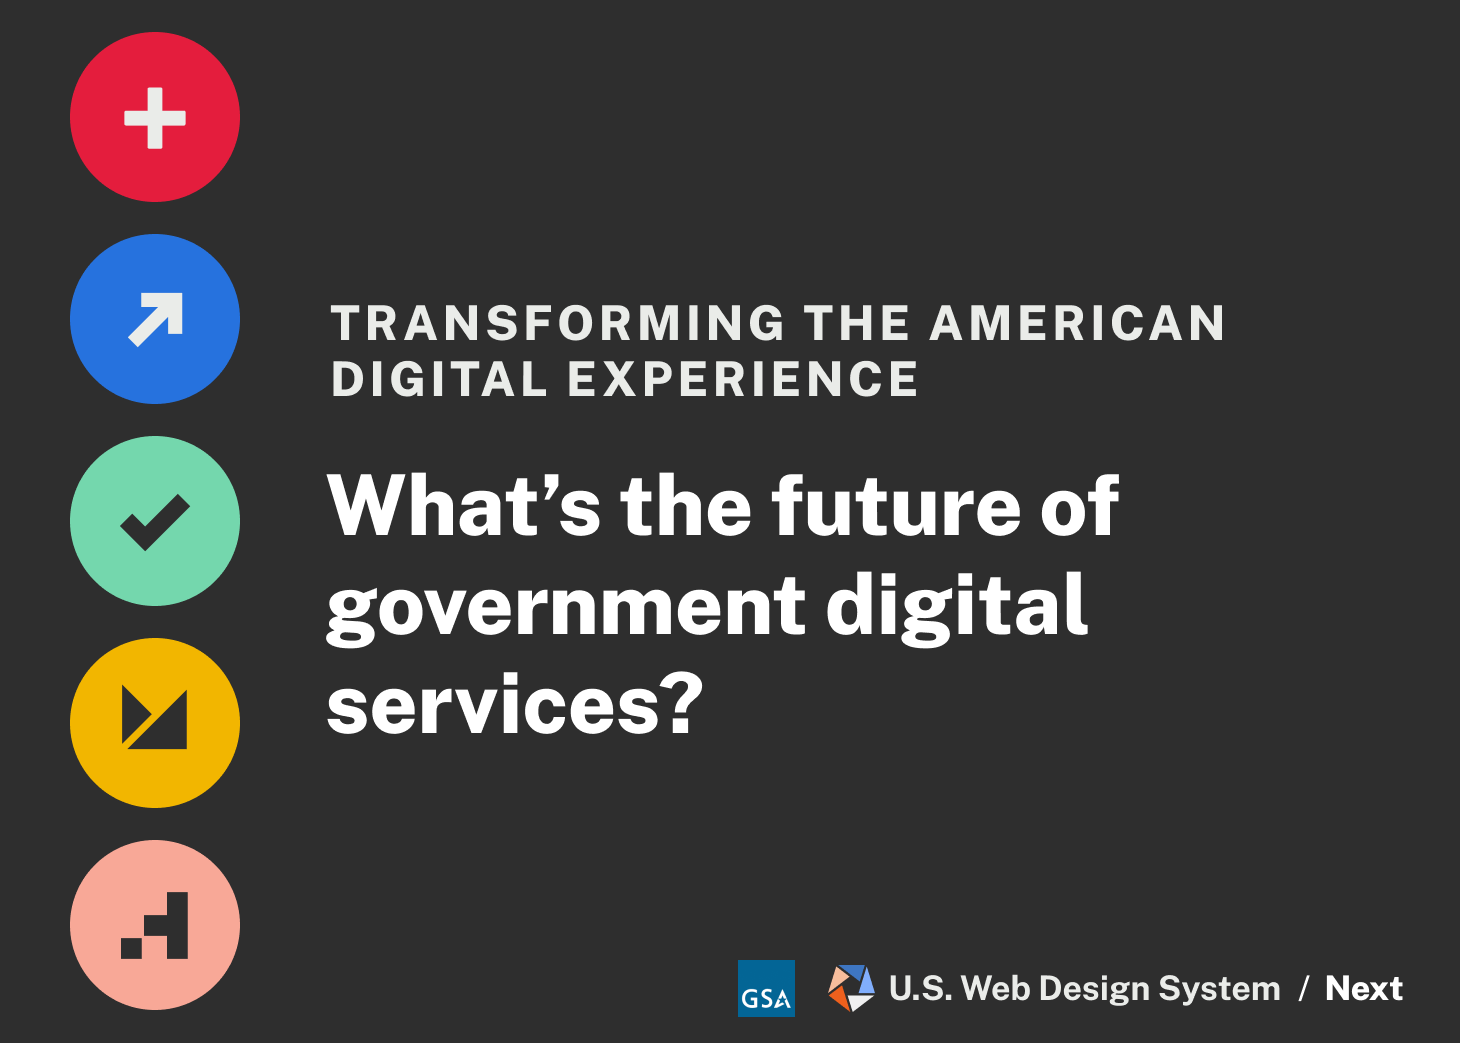 TRANSFORMING THE AMERICAN
DIGITAL EXPERIENCE
What’s the future of
government digital
services?
GSA
U.S. Web Design System / Next